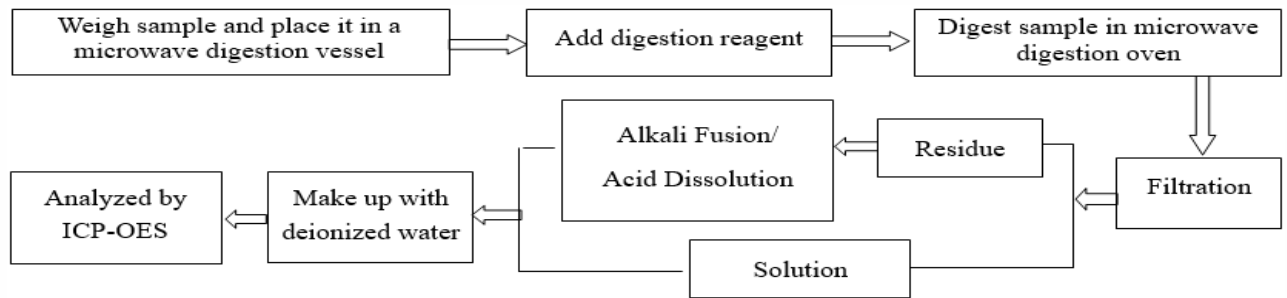 Weigh sample and place it in a
microwave digestion vessel
Add digestion reagent
Digest sample in microwave
digestion oven
Filtration
Residue
Alkali Fusion/
Acid Dissolution
Solution
Make up with
deionized water
Analyzed by
ICP-OES